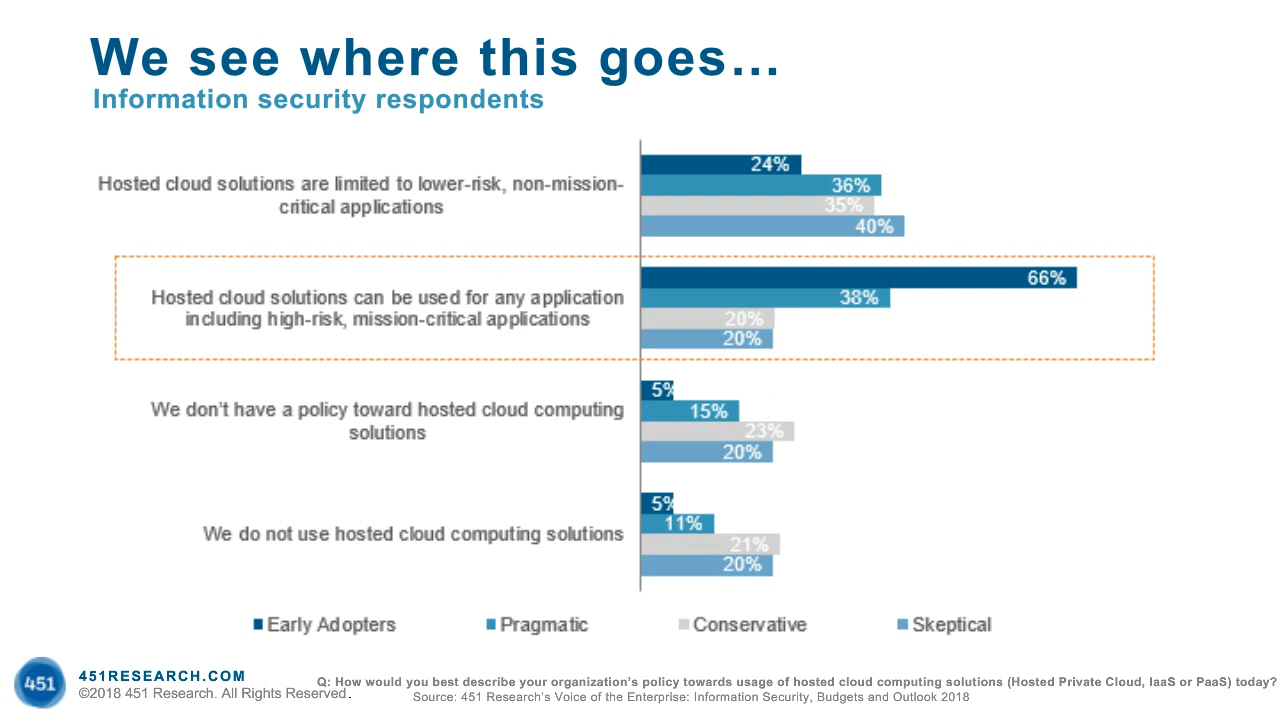 We see where this goes…
Information security respondents
Hosted cloud solutions are limited to lower-risk, non-mission-
critical applications
24%
36%
35%
40%
Hosted cloud solutions can be used for any application
including high-risk, mission-critical applications
66%
38%
20%
20%
We don't have a policy toward hosted cloud computing
solutions
5%
15%
23%
20%
We do not use hosted cloud computing solutions
5%
11%
21%
20%
Early Adopters
Pragmatic
Conservative
Skeptical
451
451RESEARCH.COM
©2018 451 Research. All Rights Reserved.
Q: How would you best describe your organization's policy towards usage of hosted cloud computing solutions (Hosted Private Cloud, IaaS or PaaS) today?
Source: 451 Research's Voice of the Enterprise: Information Security, Budgets and Outlook 2018